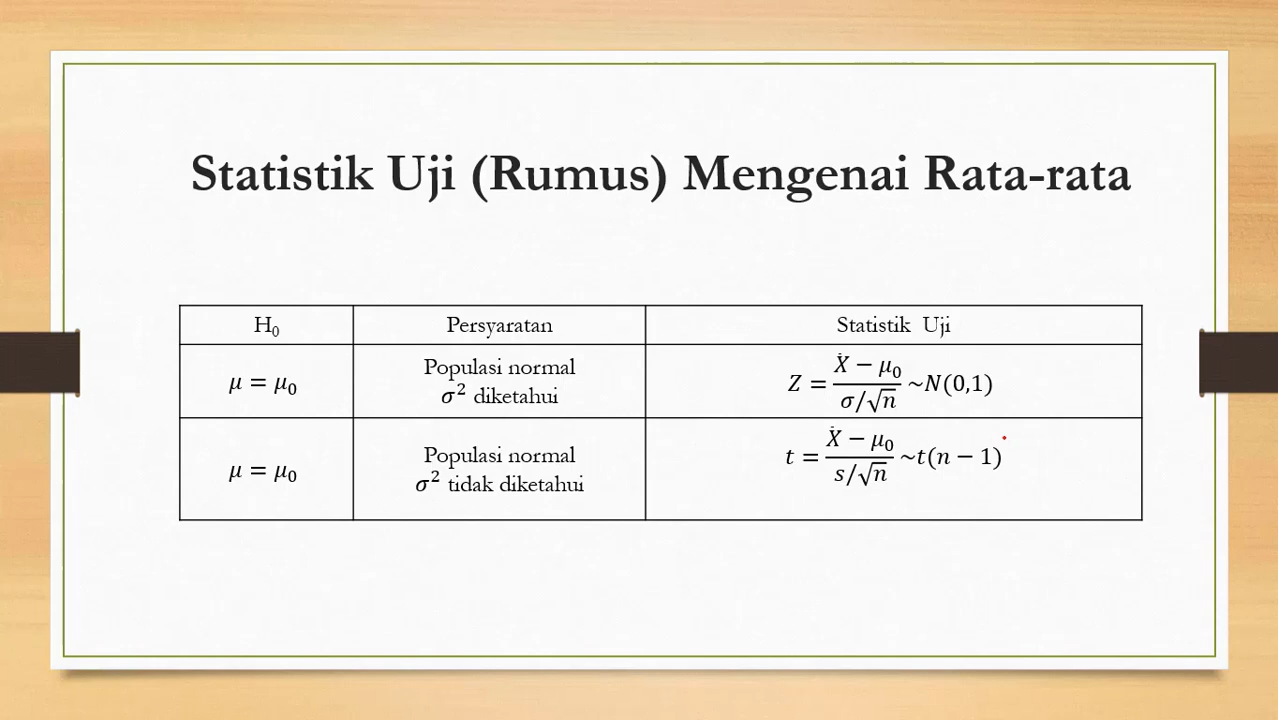 Statistik Uji (Rumus) Mengenai Rata-rata
H₀ Persyaratan Statistik Uji
μ = μ₀
Populasi normal
σ² diketahui
Z = (Ẋ − μ₀)/(σ/√n) ~N(0,1)
μ = μ₀
Populasi normal
σ² tidak diketahui
t = (Ẋ − μ₀)/(s/√n) ~t(n − 1)